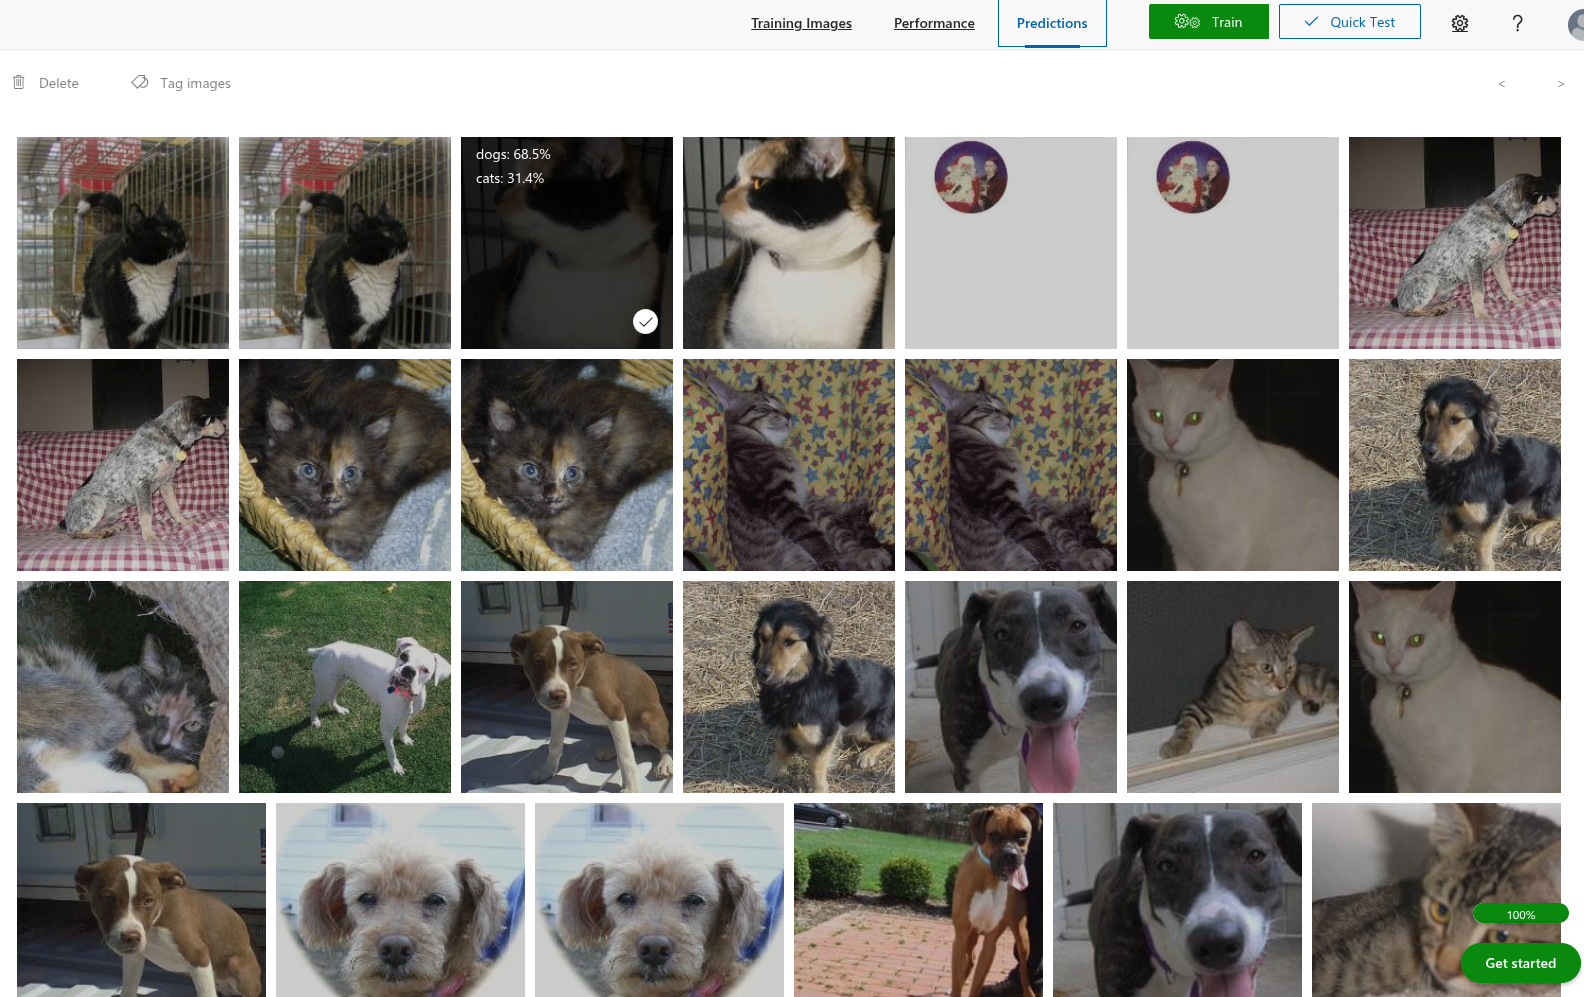 Training Images
Performance
Predictions
Train
Quick Test
?
Delete
Tag images
<
>
dogs: 68.5%
cats: 31.4%
100%
Get started